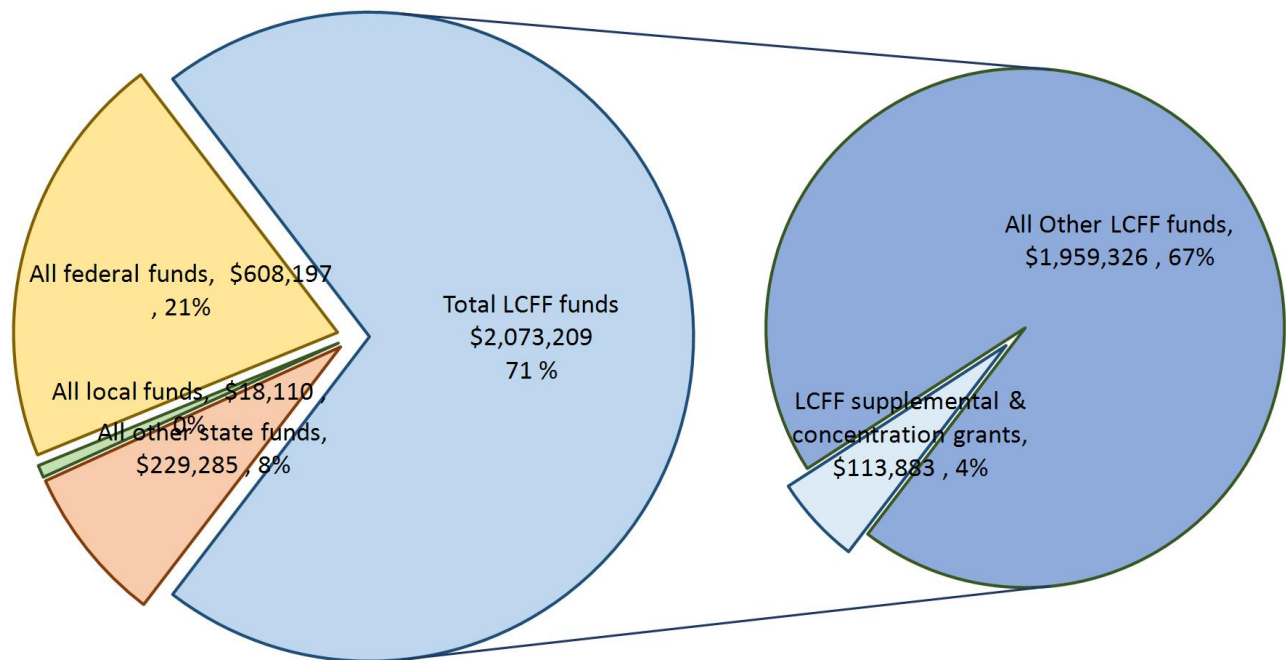 All federal funds,  $608,197
, 21%
All local funds,  $18,110 ,
0%
All other state funds,
$229,285 , 8%
Total LCFF funds
$2,073,209
71 %
All Other LCFF funds,
$1,959,326 , 67%
LCFF supplemental &
concentration grants,
$113,883 , 4%